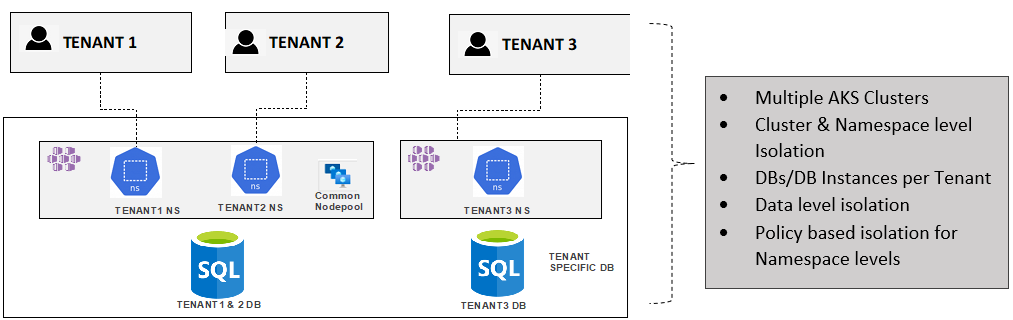 TENANT 1
TENANT 2
TENANT 3
ns
TENANT1 NS
ns
TENANT2 NS
Common
Nodepool
ns
TENANT3 NS
SQL
TENANT1 & 2 DB
SQL
TENANT3 DB
TENANT
SPECIFIC DB
• Multiple AKS Clusters
• Cluster & Namespace level
Isolation
• DBs/DB Instances per Tenant
• Data level isolation
• Policy based isolation for
Namespace levels